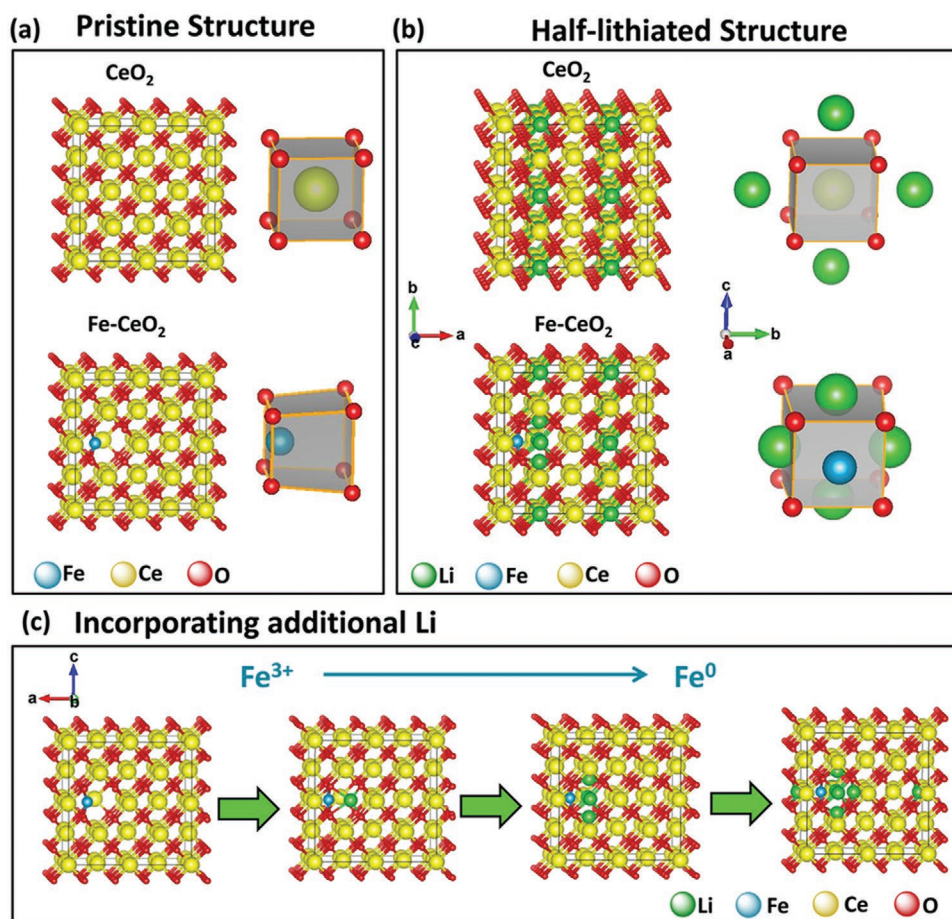 (a) Pristine Structure
CeO₂
Fe-CeO₂
Fe Ce O
(b) Half-lithiated Structure
CeO₂
b
a
c
Fe-CeO₂
c
b
a
Li Fe Ce O
(c) Incorporating additional Li
c
a
b
Fe³⁺ Fe⁰
Li Fe Ce O